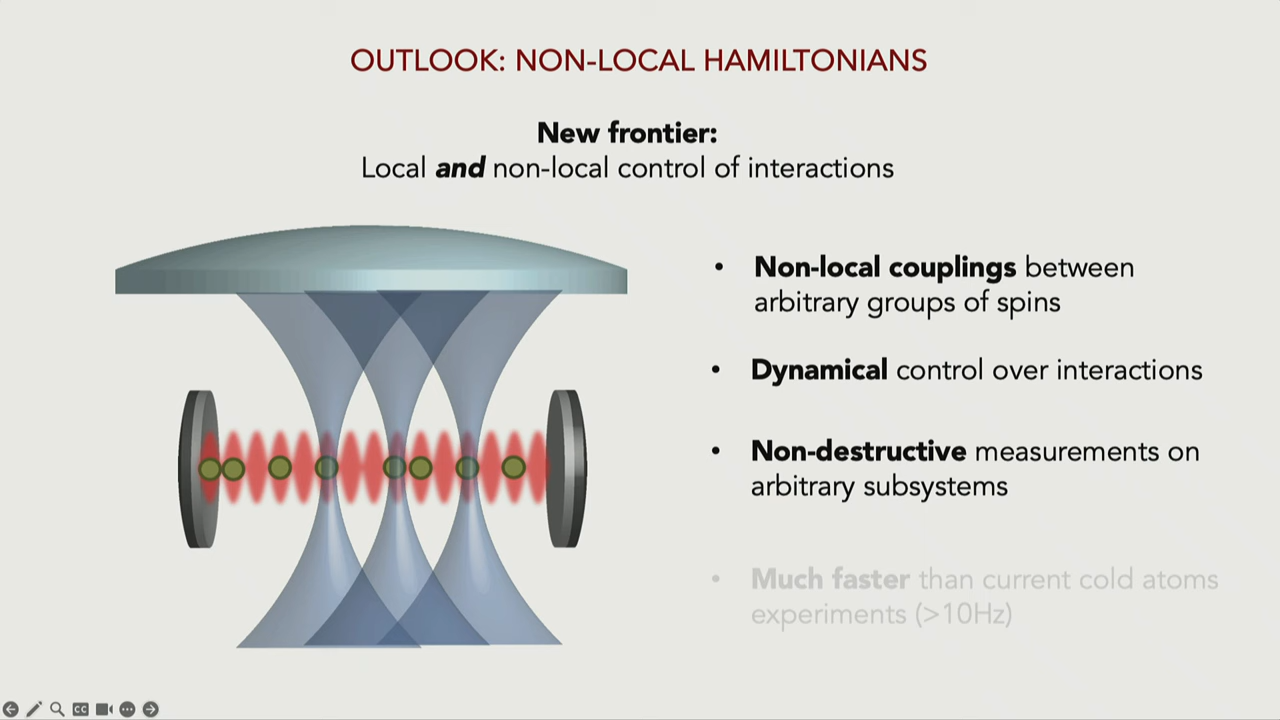 OUTLOOK: NON-LOCAL HAMILTONIANS
New frontier:
Local and non-local control of interactions
• Non-local couplings between
arbitrary groups of spins
• Dynamical control over interactions
• Non-destructive measurements on
arbitrary subsystems
• Much faster than current cold atoms
experiments (>10Hz)
CC